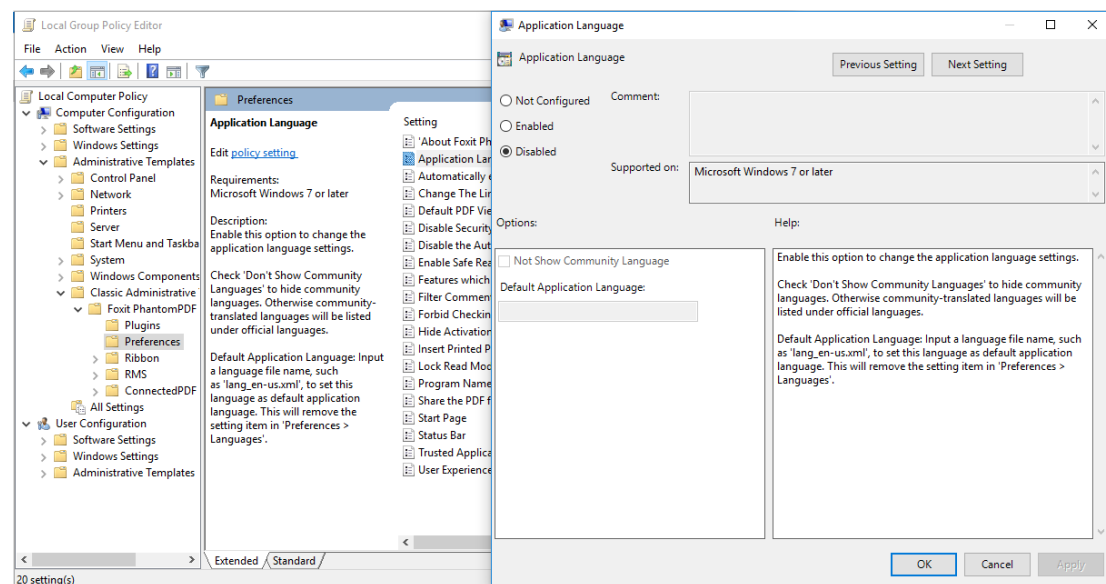 Local Group Policy Editor
File Action View Help
Local Computer Policy
Computer Configuration
Software Settings
Windows Settings
Administrative Templates
Control Panel
Network
Printers
Server
Start Menu and Taskba
System
Windows Components
Classic Administrative
Foxit PhantomPDF
Plugins
Preferences
Ribbon
RMS
ConnectedPDF
All Settings
User Configuration
Software Settings
Windows Settings
Administrative Templates
Preferences
Application Language
Edit policy setting
Requirements:
Microsoft Windows 7 or later
Description:
Enable this option to change the
application language settings.
Check 'Don't Show Community
Languages' to hide community
languages. Otherwise community-
translated languages will be listed
under official languages.
Default Application Language: Input
a language file name, such
as 'lang_en-us.xml', to set this
language as default application
language. This will remove the
setting item in 'Preferences >
Languages'.
Setting
'About Foxit Ph
Application Lan
Automatically e
Change The Lin
Default PDF Vie
Disable Security
Disable the Aut
Enable Safe Rea
Features which
Filter Commen
Forbid Checkin
Hide Activation
Insert Printed P
Lock Read Mod
Program Name
Share the PDF f
Start Page
Status Bar
Trusted Applica
User Experience
Extended Standard
20 setting(s)
Application Language
Application Language
Previous Setting Next Setting
Not Configured
Enabled
Disabled
Comment:
Supported on:
Microsoft Windows 7 or later
Options:
Help:
Not Show Community Language
Default Application Language:
Enable this option to change the application language settings.
Check 'Don't Show Community Languages' to hide community
languages. Otherwise community-translated languages will be
listed under official languages.
Default Application Language: Input a language file name, such
as 'lang_en-us.xml', to set this language as default application
language. This will remove the setting item in 'Preferences >
Languages'.
OK Cancel Apply